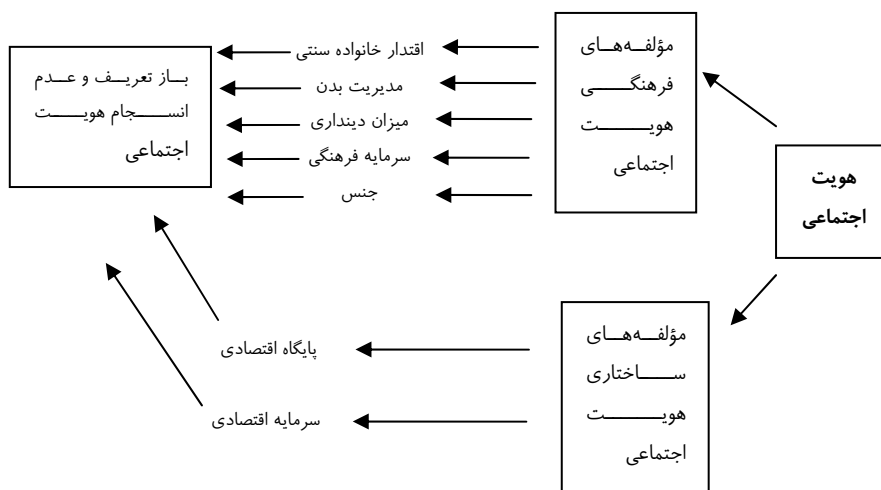 هویت
اجتماعی
مؤلفه‌های
فرهنگی
هویت
اجتماعی
اقتدار خانواده سنتی
مدیریت بدن
میزان دینداری
سرمایه فرهنگی
جنس
باز تعریف و عدم
انسجام هویت
اجتماعی
مؤلفه‌های
ساختاری
هویت
اجتماعی
پایگاه اقتصادی
سرمایه اقتصادی